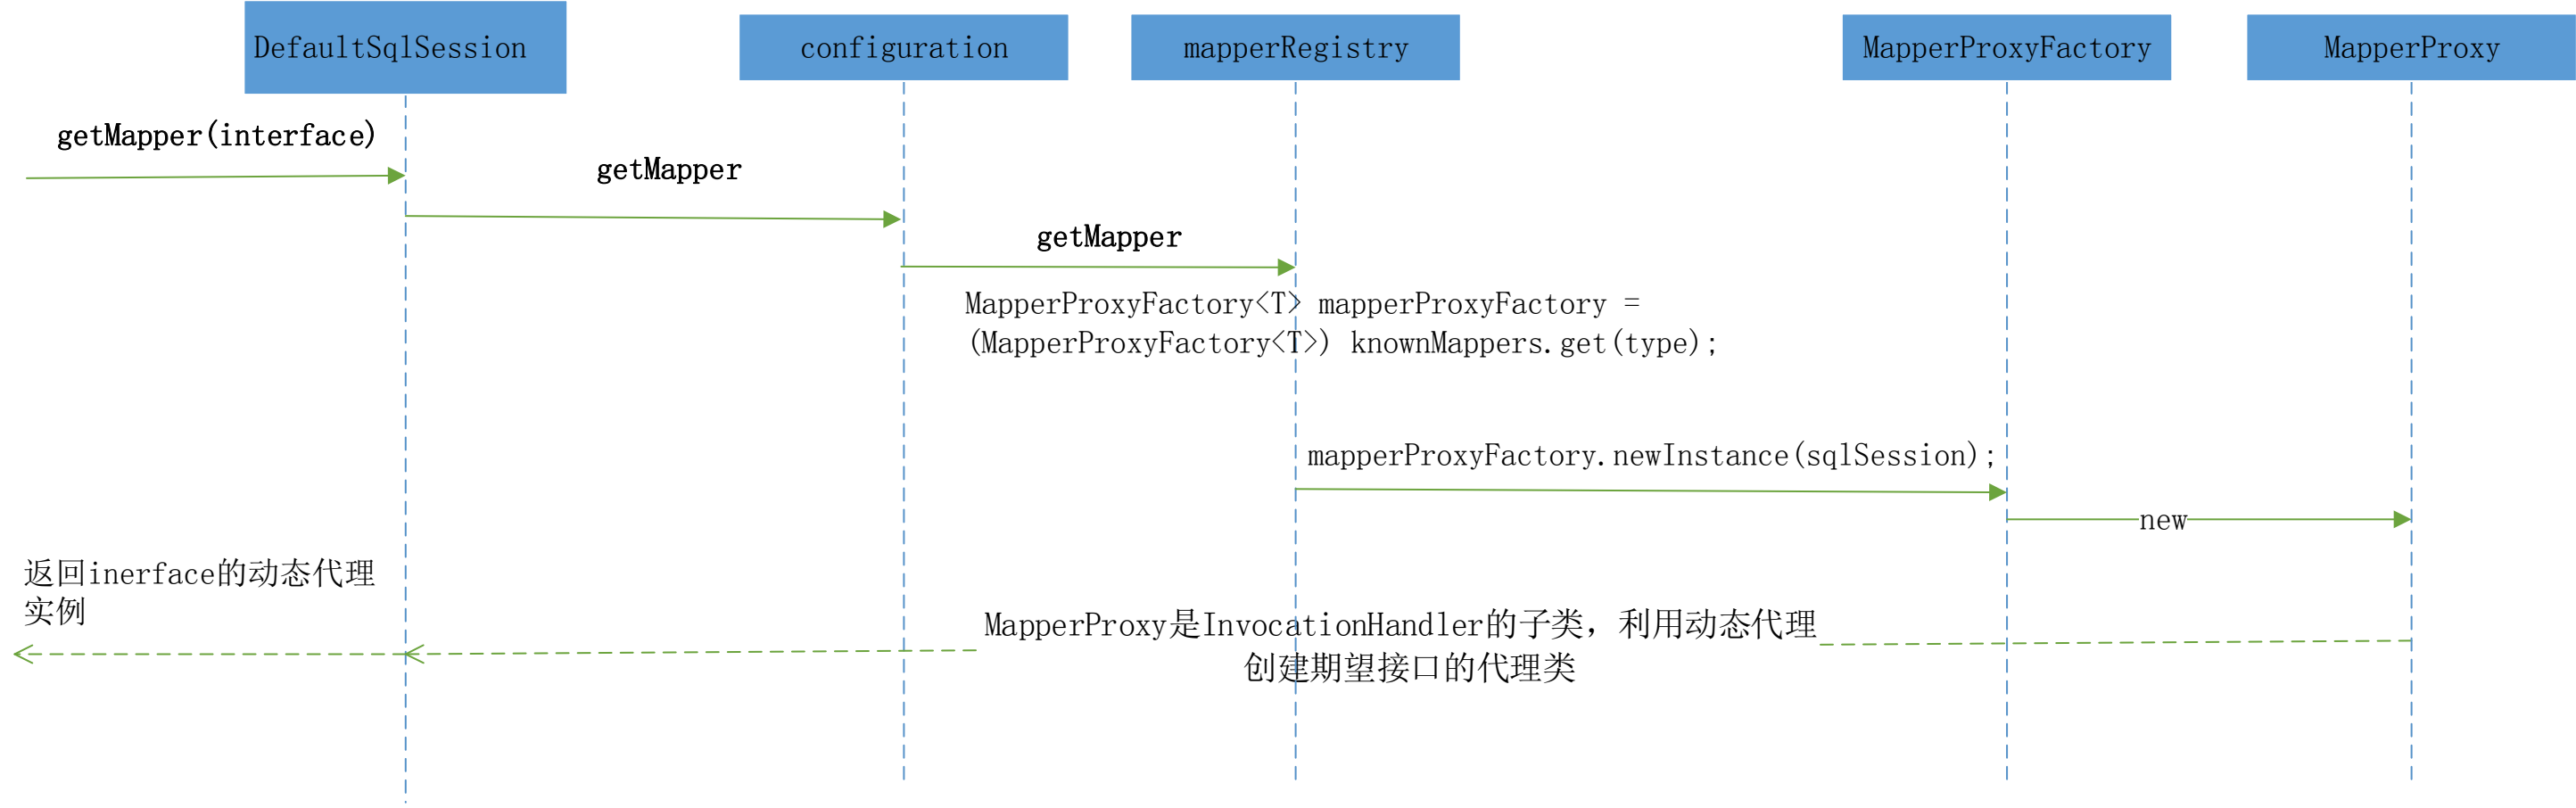 DefaultSqlSession
configuration
mapperRegistry
MapperProxyFactory
MapperProxy
getMapper(interface)
getMapper
getMapper
MapperProxyFactory<T> mapperProxyFactory =
(MapperProxyFactory<T>) knownMappers.get(type);
mapperProxyFactory.newInstance(sqlSession);
new
返回inerface的动态代理
实例
MapperProxy是InvocationHandler的子类，利用动态代理
创建期望接口的代理类